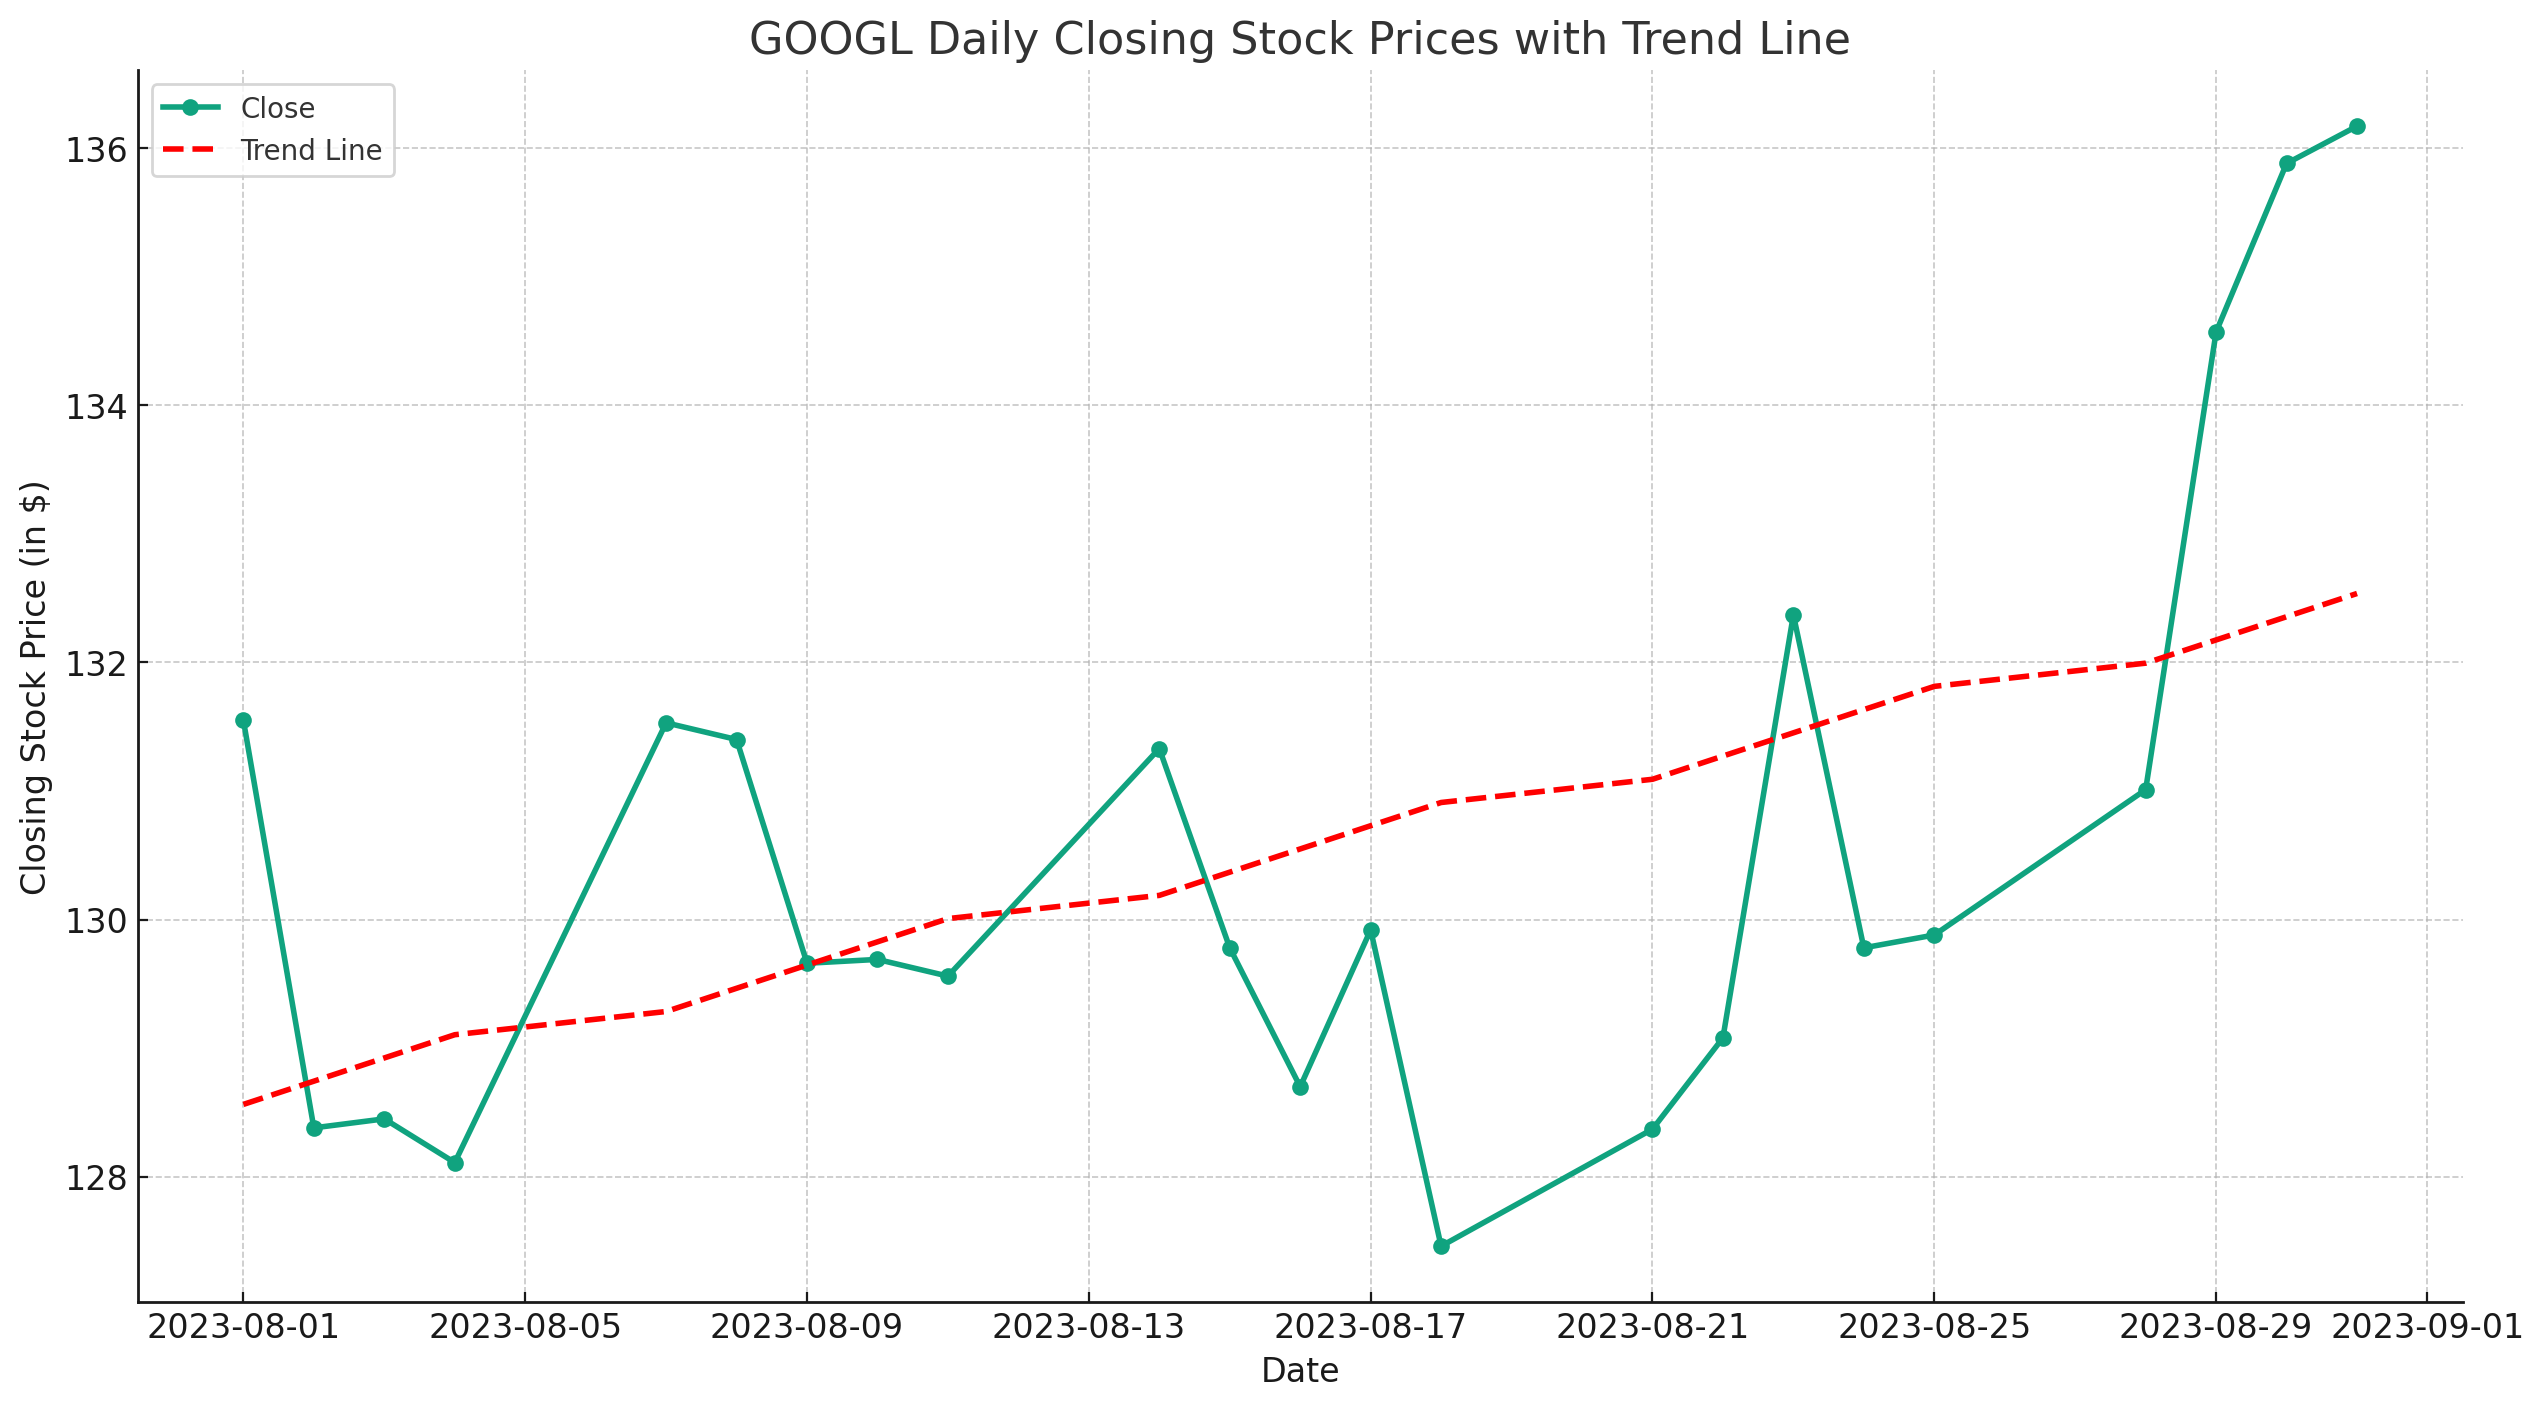 GOOGL Daily Closing Stock Prices with Trend Line
Close
Trend Line
136
134
132
130
128
Closing Stock Price (in $)
2023-08-01 2023-08-05 2023-08-09 2023-08-13 2023-08-17 2023-08-21 2023-08-25 2023-08-29 2023-09-01
Date